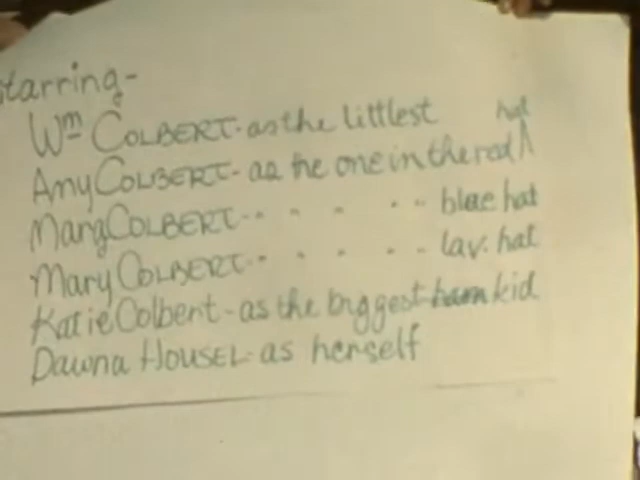 starring-
Wm COLBERT-as the littlest
Amy COLBERT-as the one in the red hat
Marg COLBERT-" " " " " blue hat
Mary COLBERT-" " " " " lav. hat
Katie Colbert-as the biggest ham kid
Dawna HOUSEL-as herself